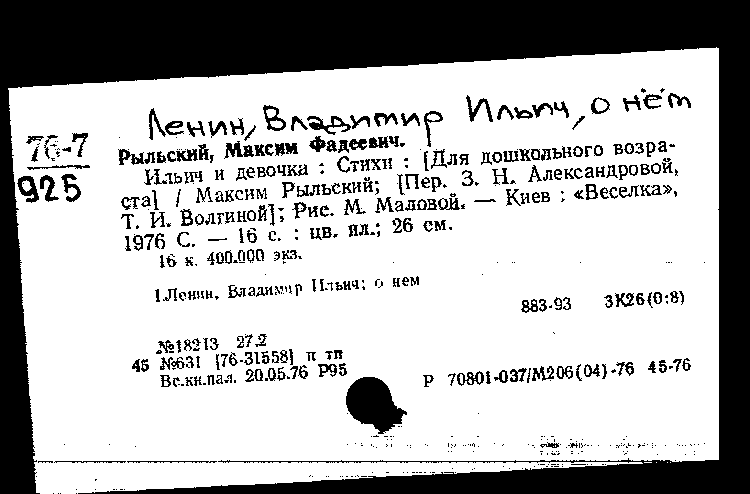 Ленин, Владимир Ильич, о нём
76-7
925
Рыльский, Максим Фадеевич.
Ильич и девочка : Стихи : [Для дошкольного возра-
ста] / Максим Рыльский; [Пер. З. Н. Александровой,
Т. И. Волгиной]; Рис. М. Маловой. — Киев : «Веселка»,
1976 С. — 16 с. : цв. ил.; 26 см.
16 к. 400.000 экз.
1.Ленин, Владимир Ильич; о нем
883-93 3К26(0:8)
№18213 27.2
45 №631 [76-31558] п тп
Вс.кн.пал. 20.05.76 Р95
Р 70801-037/М206(04)-76 45-76